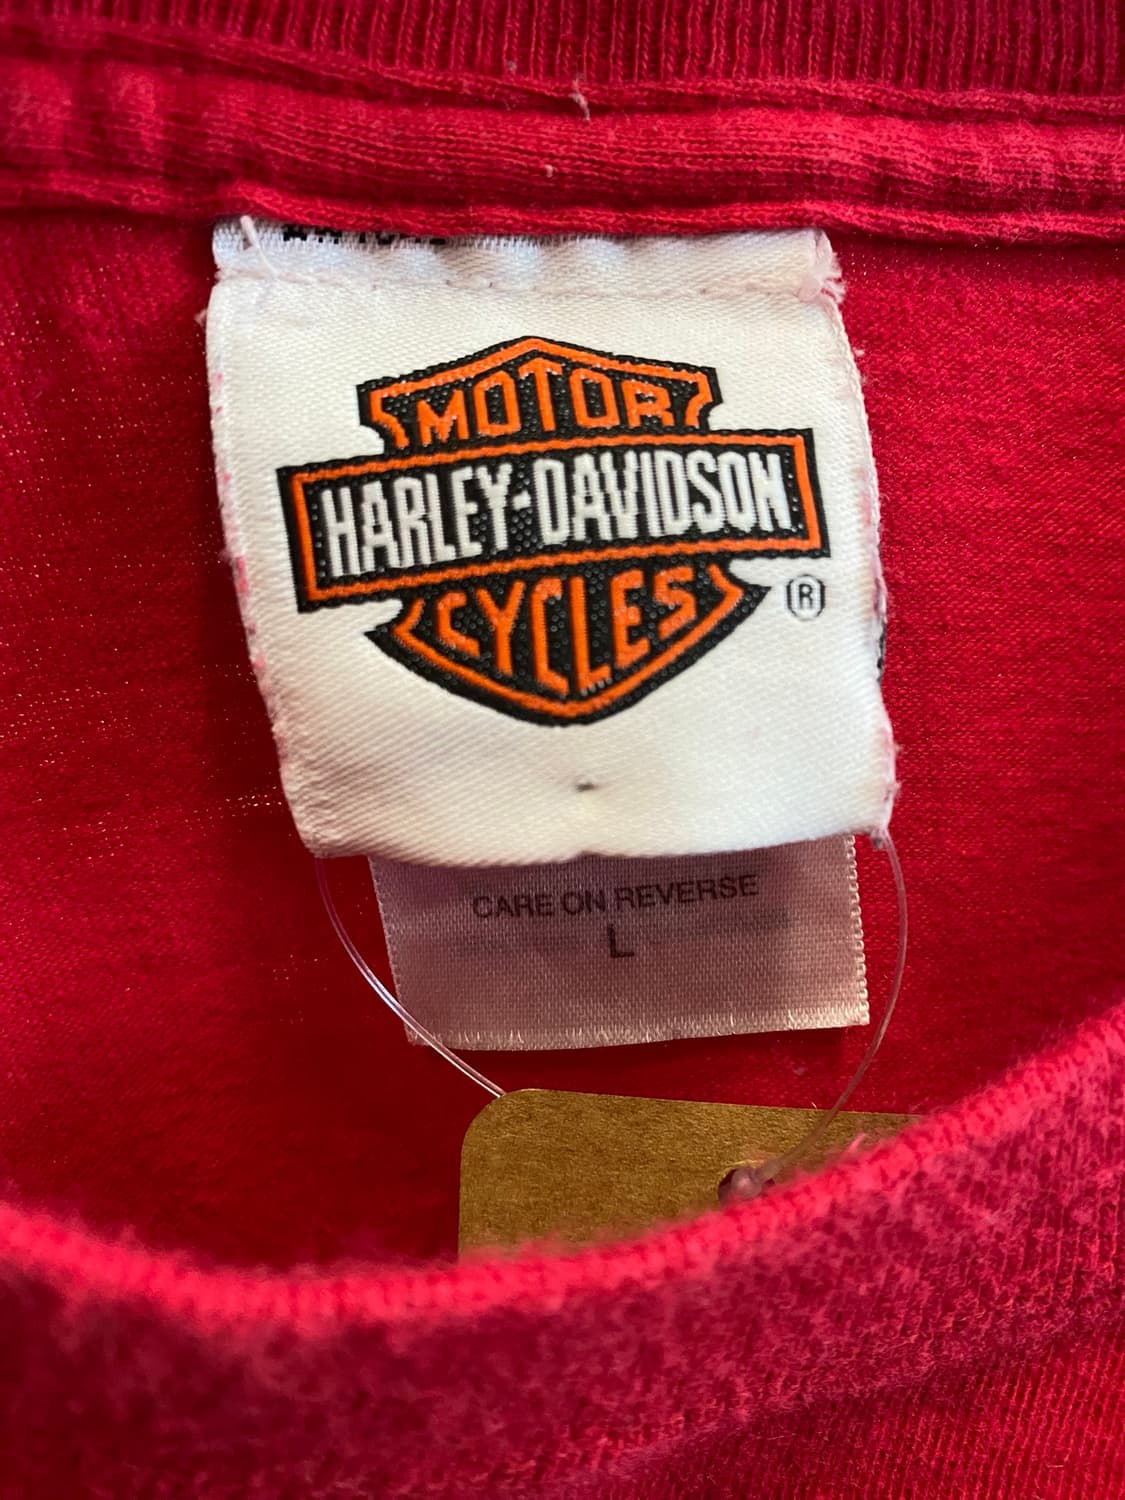 MOTOR
HARLEY-DAVIDSON
CYCLES
®
CARE ON REVERSE
L